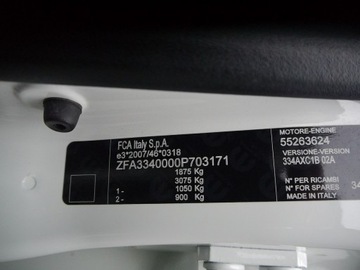 FCA Italy S.p.A.
e3*2007/46*0318
ZFA3340000P703171
1875 Kg
3075 Kg
1- 1050 Kg
2- 900 Kg
MOTORE-ENGINE
55263624
VERSIONE-VERSION
334AXC1B 02A
N° PER RICAMBI
N° FOR SPARES
MADE IN ITALY